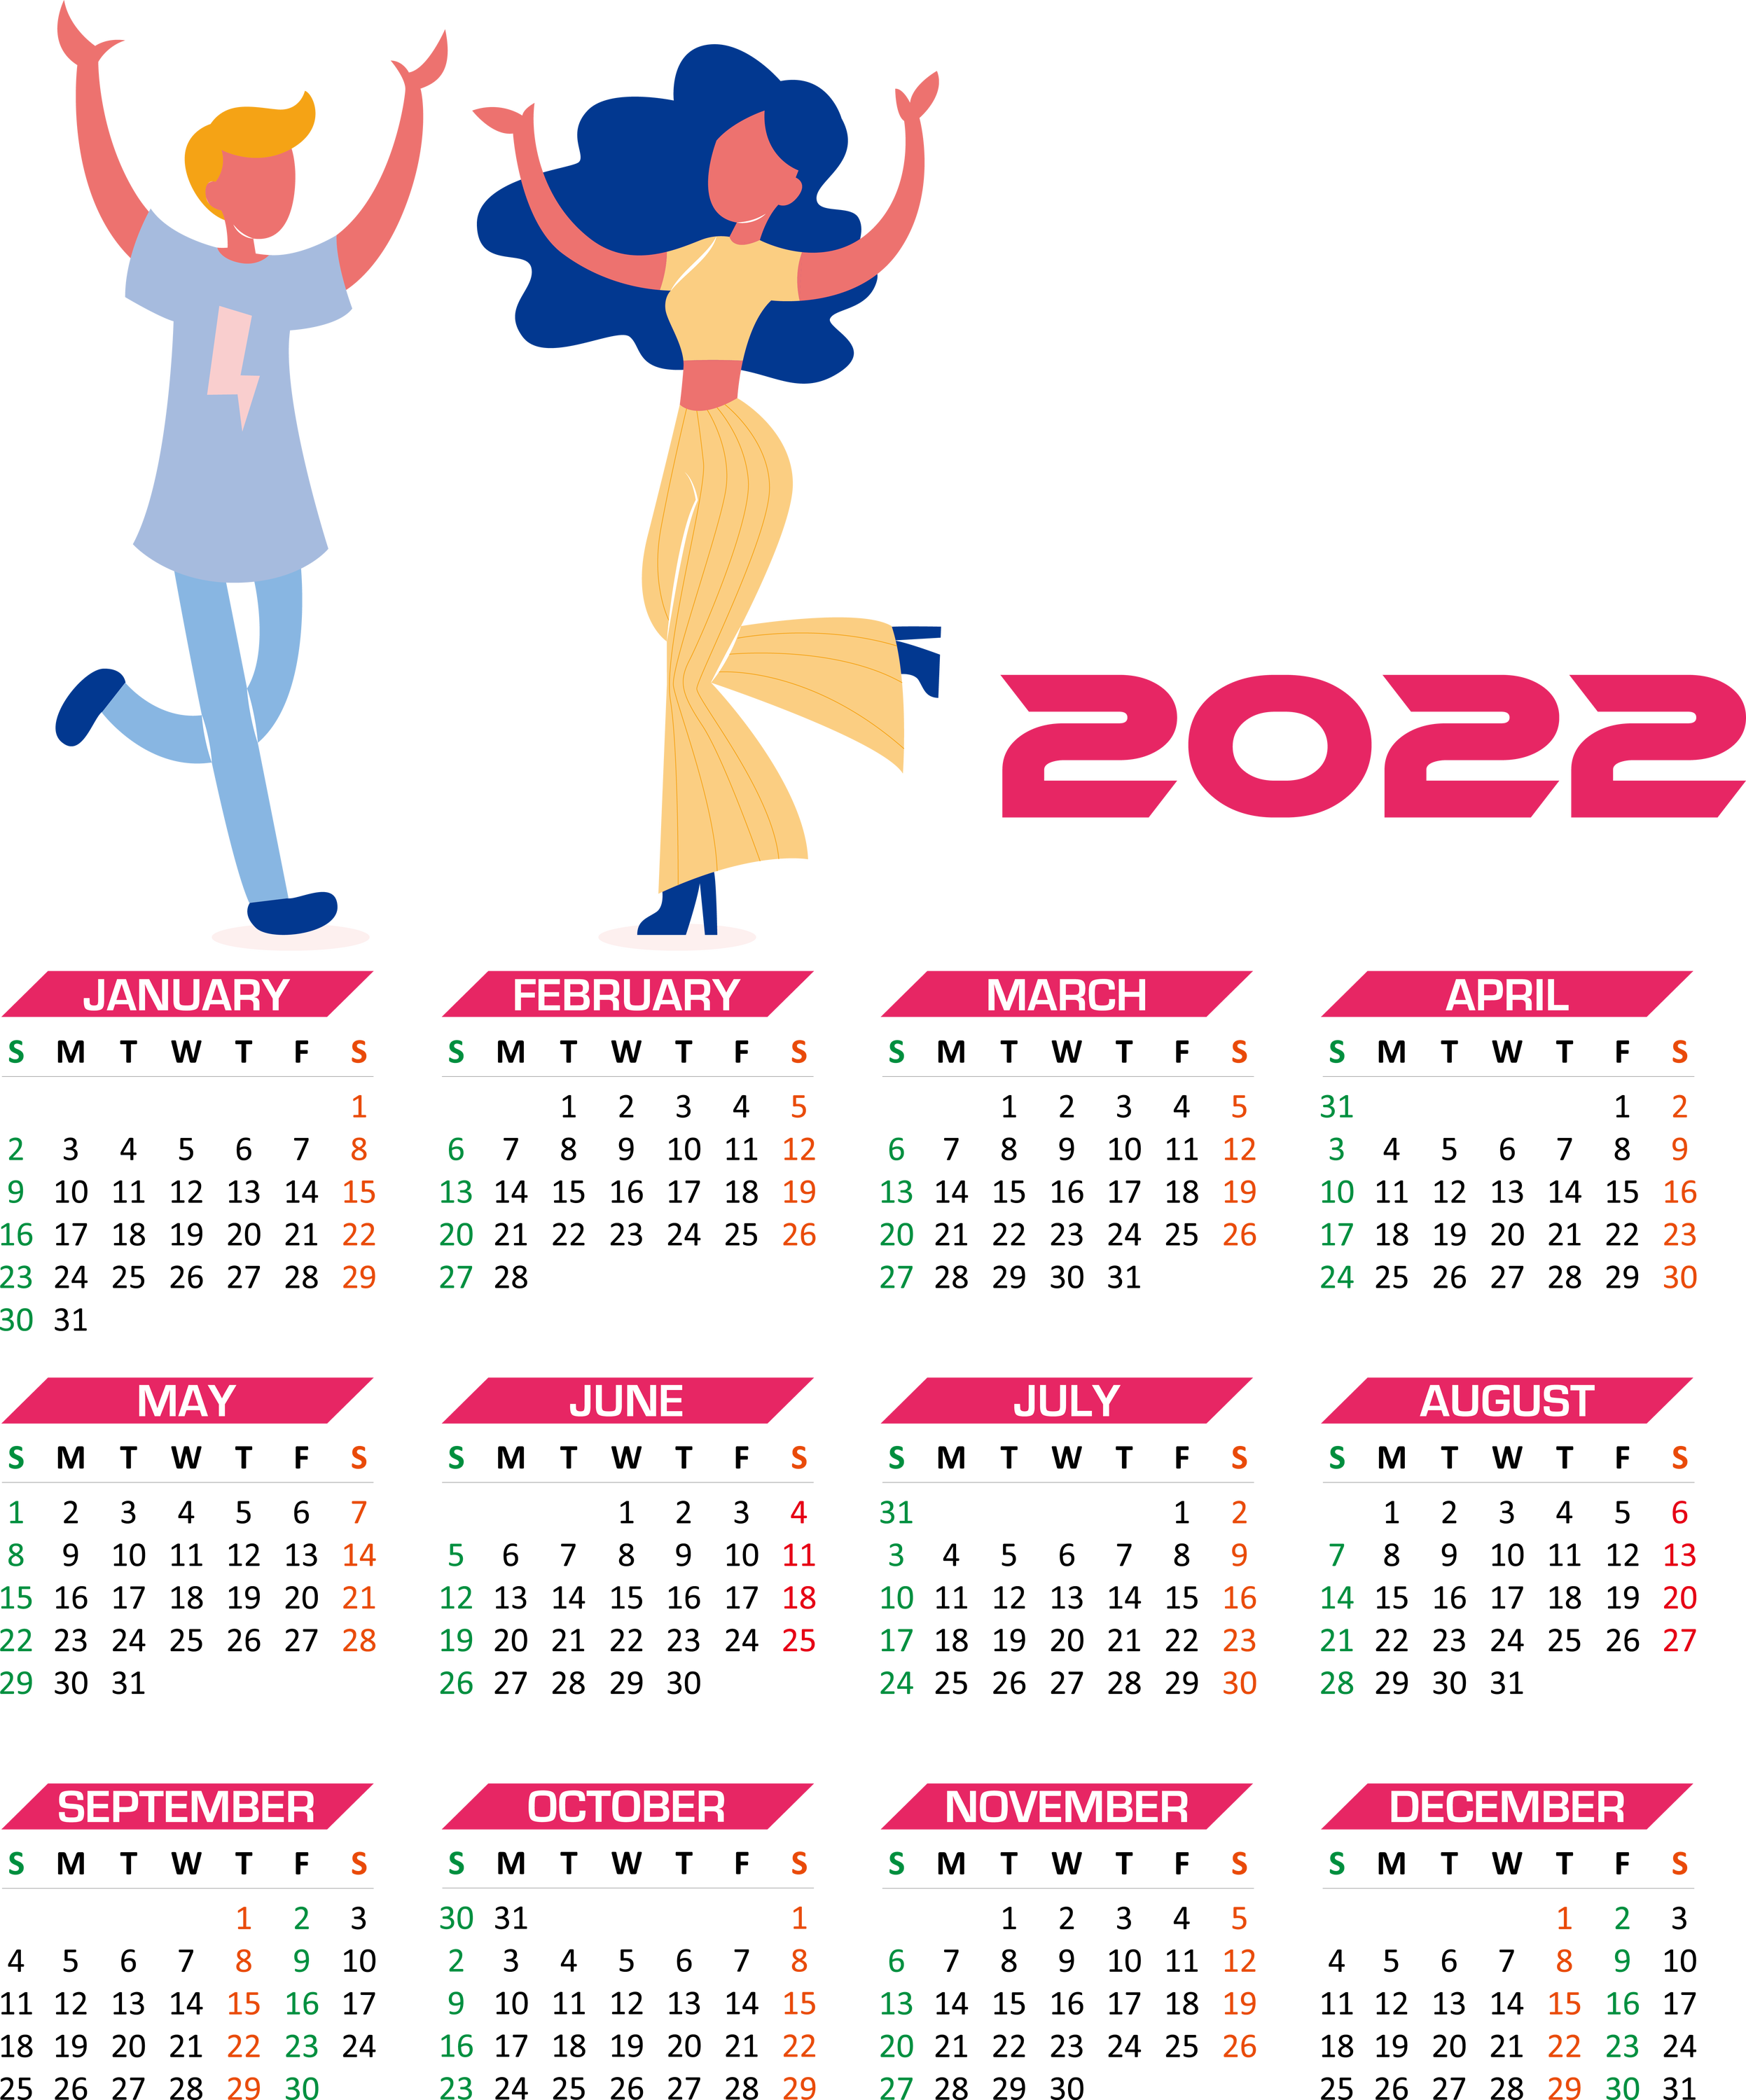 2022
JANUARY FEBRUARY MARCH APRIL
S M T W T F S S M T W T F S S M T W T F S S M T W T F S
1 1 2 3 4 5 1 2 3 4 5 31 1 2
2 3 4 5 6 7 8 6 7 8 9 10 11 12 6 7 8 9 10 11 12 3 4 5 6 7 8 9
9 10 11 12 13 14 15 13 14 15 16 17 18 19 13 14 15 16 17 18 19 10 11 12 13 14 15 16
16 17 18 19 20 21 22 20 21 22 23 24 25 26 20 21 22 23 24 25 26 17 18 19 20 21 22 23
23 24 25 26 27 28 29 27 28 27 28 29 30 31 24 25 26 27 28 29 30
30 31
MAY JUNE JULY AUGUST
S M T W T F S S M T W T F S S M T W T F S S M T W T F S
1 2 3 4 5 6 7 1 2 3 4 31 1 2 1 2 3 4 5 6
8 9 10 11 12 13 14 5 6 7 8 9 10 11 3 4 5 6 7 8 9 7 8 9 10 11 12 13
15 16 17 18 19 20 21 12 13 14 15 16 17 18 10 11 12 13 14 15 16 14 15 16 17 18 19 20
22 23 24 25 26 27 28 19 20 21 22 23 24 25 17 18 19 20 21 22 23 21 22 23 24 25 26 27
29 30 31 26 27 28 29 30 24 25 26 27 28 29 30 28 29 30 31
SEPTEMBER OCTOBER NOVEMBER DECEMBER
S M T W T F S S M T W T F S S M T W T F S S M T W T F S
1 2 3 30 31 1 1 2 3 4 5 1 2 3
4 5 6 7 8 9 10 2 3 4 5 6 7 8 6 7 8 9 10 11 12 4 5 6 7 8 9 10
11 12 13 14 15 16 17 9 10 11 12 13 14 15 13 14 15 16 17 18 19 11 12 13 14 15 16 17
18 19 20 21 22 23 24 16 17 18 19 20 21 22 20 21 22 23 24 25 26 18 19 20 21 22 23 24
25 26 27 28 29 30 23 24 25 26 27 28 29 27 28 29 30 25 26 27 28 29 30 31